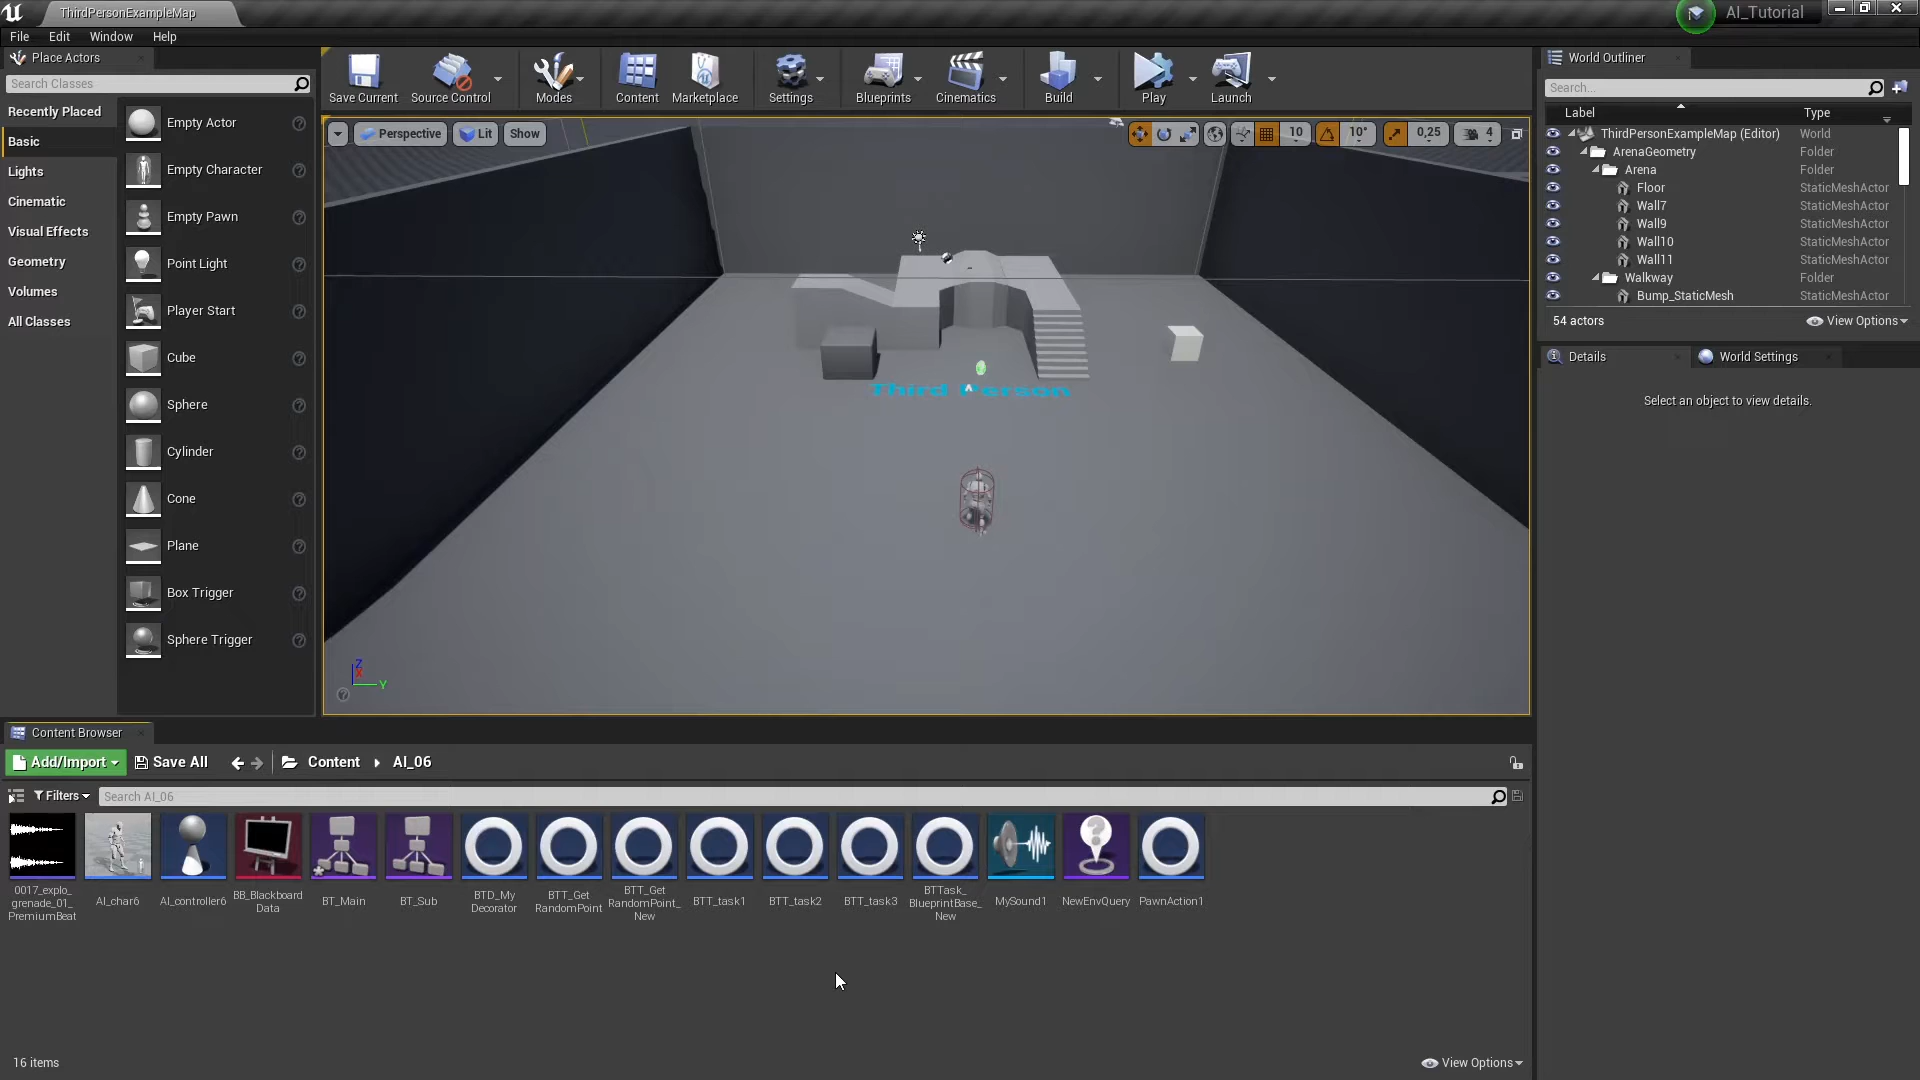 ThirdPersonExampleMap
AI_Tutorial
File Edit Window Help
Place Actors
Search Classes
Recently Placed
Basic
Lights
Cinematic
Visual Effects
Geometry
Volumes
All Classes
Empty Actor
Empty Character
Empty Pawn
Point Light
Player Start
Cube
Sphere
Cylinder
Cone
Plane
Box Trigger
Sphere Trigger
Save Current
Source Control
Modes
Content
Marketplace
Settings
Blueprints
Cinematics
Build
Play
Launch
Perspective
Lit
Show
10
10°
0,25
4
Third Person
Z
X
Y
World Outliner
Search...
Label Type
ThirdPersonExampleMap (Editor) World
ArenaGeometry Folder
Arena Folder
Floor StaticMeshActor
Wall7 StaticMeshActor
Wall9 StaticMeshActor
Wall10 StaticMeshActor
Wall11 StaticMeshActor
Walkway Folder
Bump_StaticMesh StaticMeshActor
54 actors
View Options
Details
World Settings
Select an object to view details.
Content Browser
Add/Import
Save All
Content
AI_06
Filters
Search AI_06
0017_explo_
grenade_01_
PremiumBeat
AI_char6
AI_controller6
BB_Blackboard
Data
BT_Main
BT_Sub
BTD_My
Decorator
BTT_Get
RandomPoint
BTT_Get
RandomPoint_
New
BTT_task1
BTT_task2
BTT_task3
BTTask_
BlueprintBase_
New
MySound1
NewEnvQuery
PawnAction1
16 items
View Options